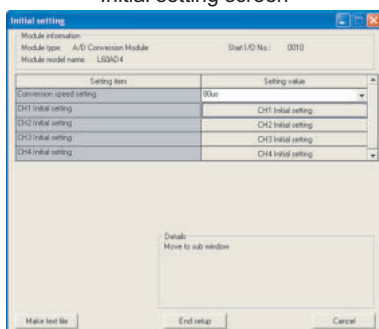 Initial setting screen
Initial setting
Module information
Module type: A/D Conversion Module Start I/O No.: 0010
Module model name: L60AD4
Setting item Setting value
Conversion speed setting 80us
CH1 Initial setting CH1 Initial setting
CH2 Initial setting CH2 Initial setting
CH3 Initial setting CH3 Initial setting
CH4 Initial setting CH4 Initial setting
Details
Move to sub window
Make text file End setup Cancel